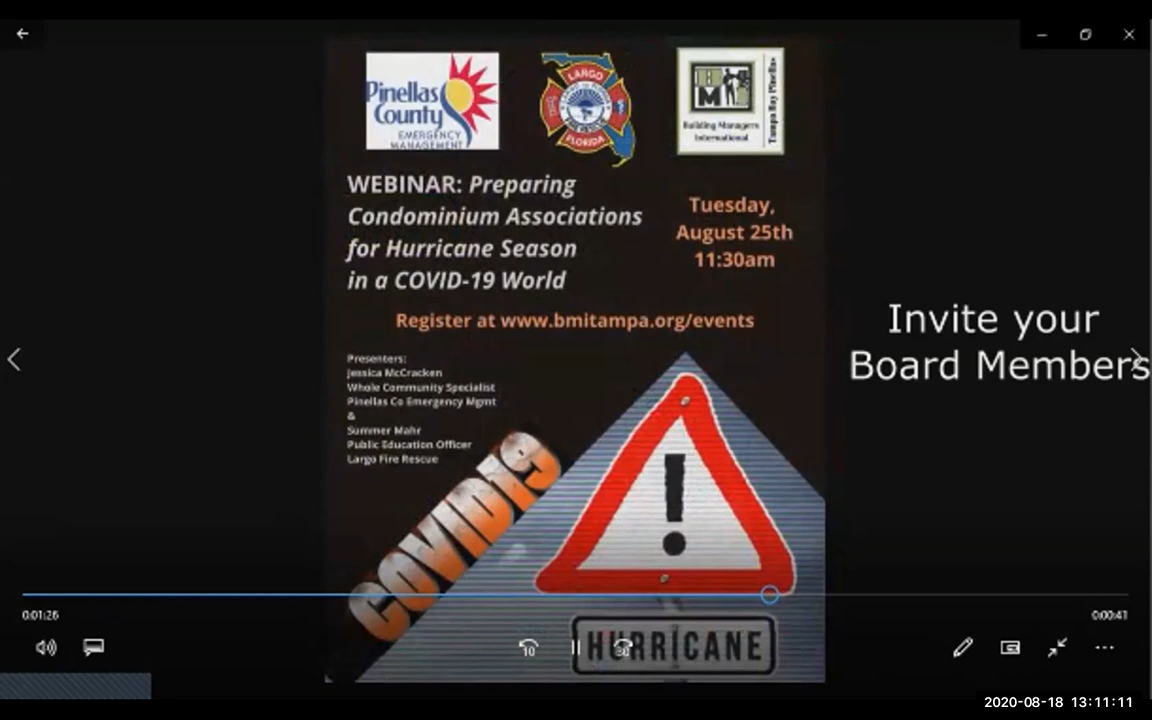 Pinellas
County
EMERGENCY
MANAGEMENT
LARGO
FIRE RESCUE
FLORIDA
Building Managers
International
Tampa Bay Pinellas
WEBINAR: Preparing
Condominium Associations
for Hurricane Season
in a COVID-19 World
Tuesday,
August 25th
11:30am
Register at www.bmitampa.org/events
Invite your
Board Members
Presenters:
Jessica McCracken
Whole Community Specialist
Pinellas Co Emergency Mgmt
&
Summer Mahr
Public Education Officer
Largo Fire Rescue
COVID19
!
HURRICANE
0:01:26
0:00:41
10
30
2020-08-18 13:11:11